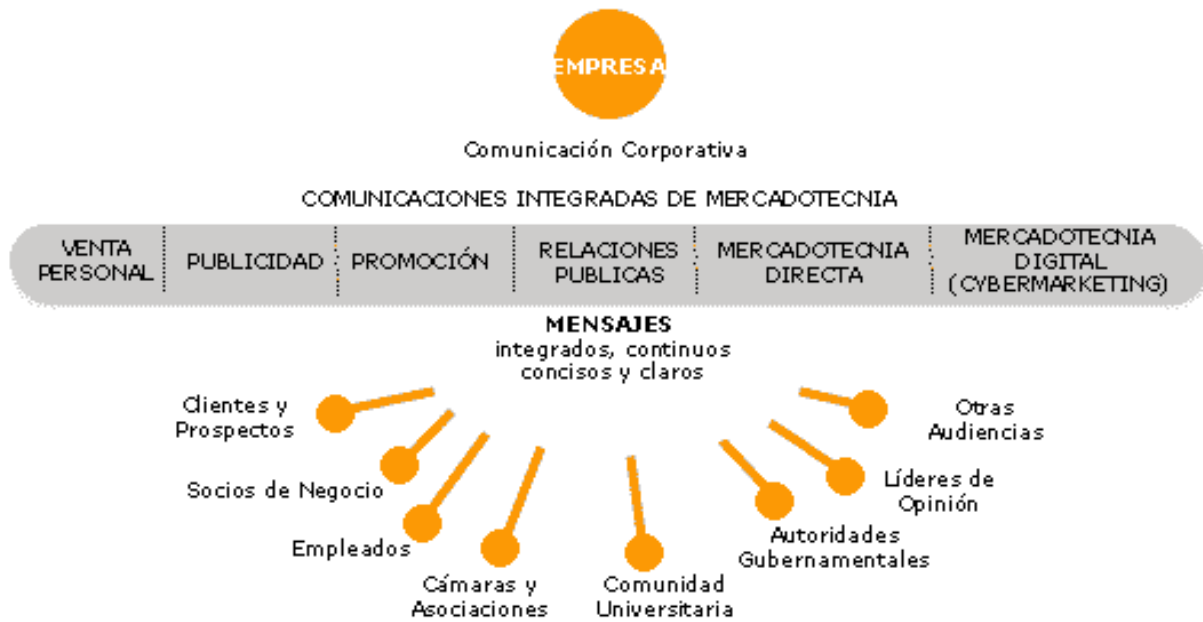 EMPRESA
Comunicación Corporativa
COMUNICACIONES INTEGRADAS DE MERCADOTECNIA
VENTA
PERSONAL
PUBLICIDAD
PROMOCIÓN
RELACIONES
PUBLICAS
MERCADOTECNIA
DIRECTA
MERCADOTECNIA
DIGITAL
(CYBERMARKETING)
MENSAJES
integrados, continuos
concisos y claros
Clientes y
Prospectos
Socios de Negocio
Empleados
Cámaras y
Asociaciones
Comunidad
Universitaria
Autoridades
Gubernamentales
Líderes de
Opinión
Otras
Audiencias